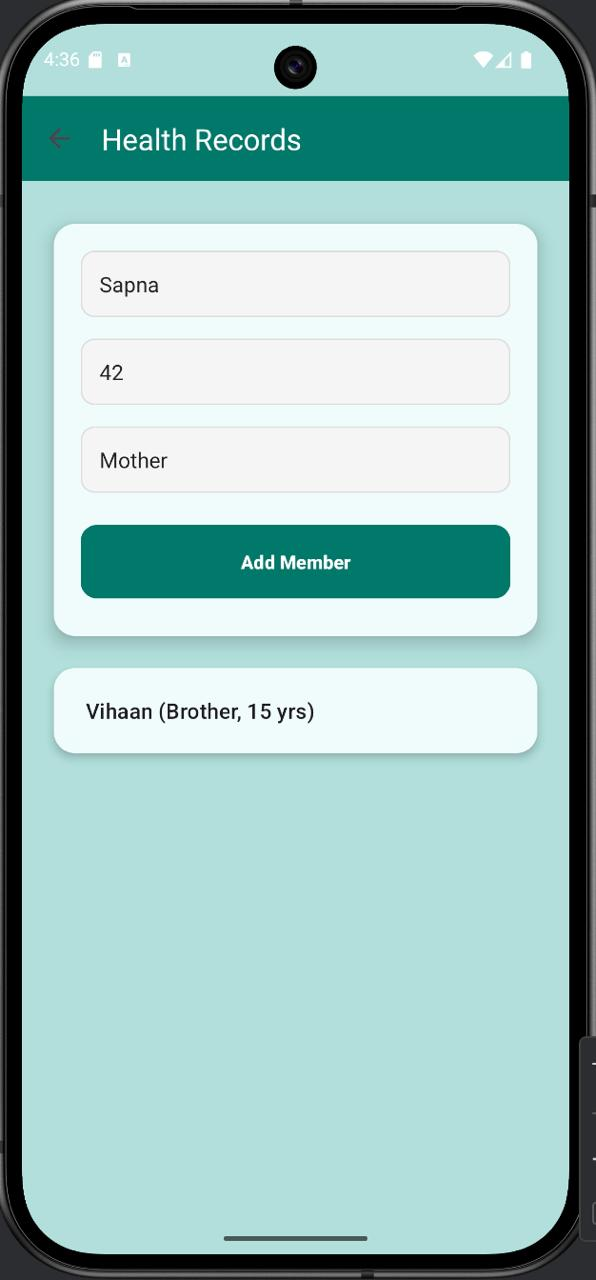 4:36
A
Health Records
Sapna
42
Mother
Add Member
Vihaan (Brother, 15 yrs)